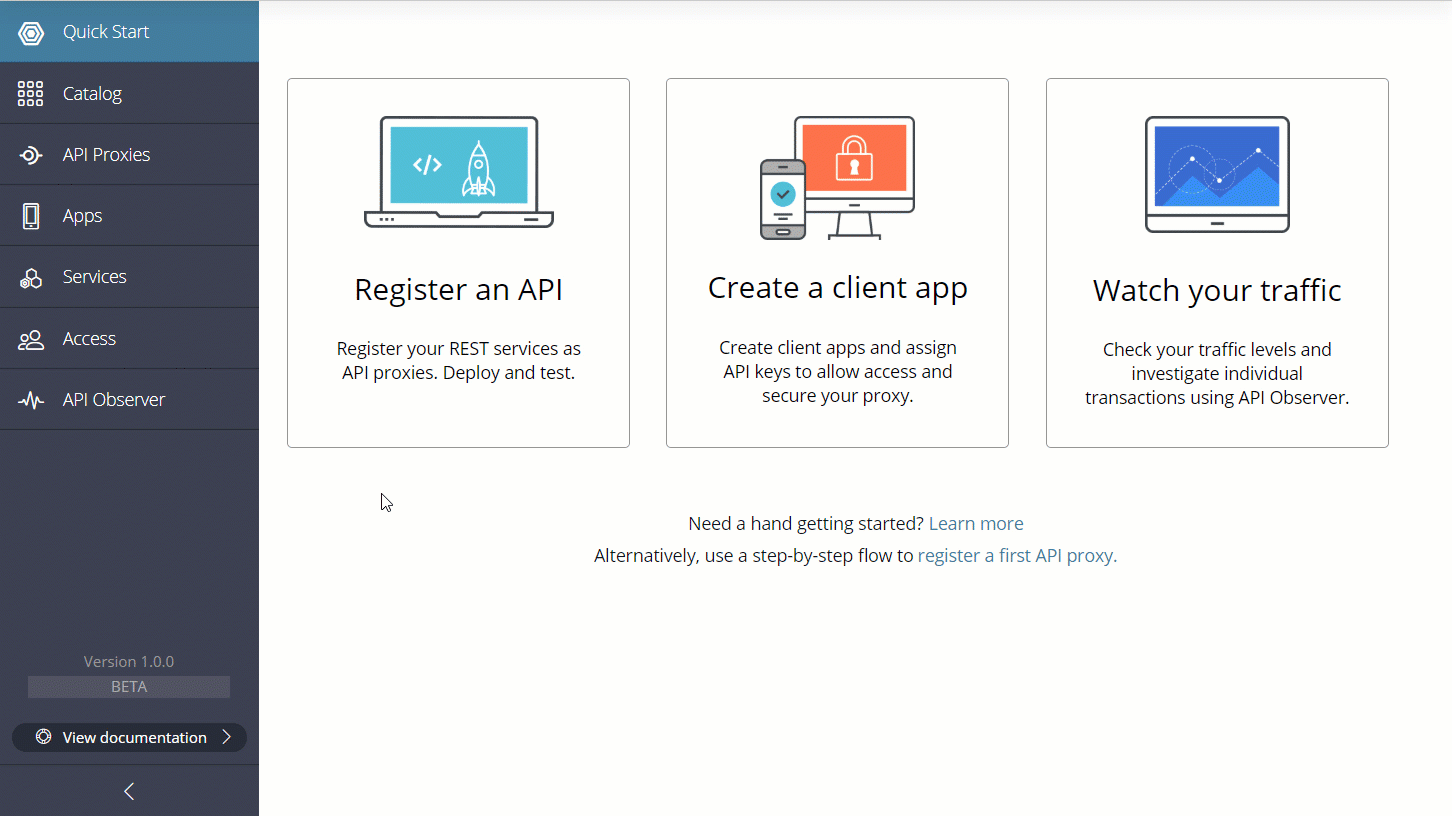 Quick Start
Catalog
API Proxies
Apps
Services
Access
API Observer
Version 1.0.0
BETA
View documentation
</>
Register an API
Register your REST services as
API proxies. Deploy and test.
Create a client app
Create client apps and assign
API keys to allow access and
secure your proxy.
Watch your traffic
Check your traffic levels and
investigate individual
transactions using API Observer.
Need a hand getting started? Learn more
Alternatively, use a step-by-step flow to register a first API proxy.